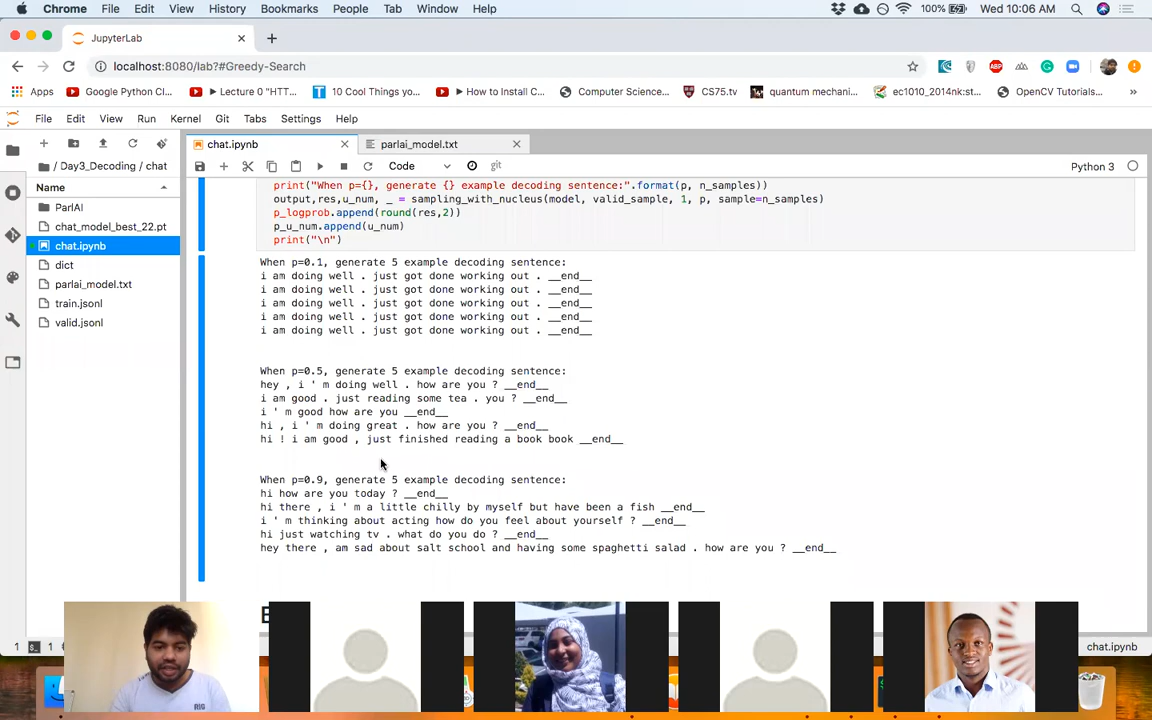 Chrome File Edit View History Bookmarks People Tab Window Help 100% Wed 10:06 AM
JupyterLab
localhost:8080/lab?#Greedy-Search
Apps Google Python Cl... ► Lecture 0 "HTT... 10 Cool Things yo... ► How to Install C... Computer Science... CS75.tv quantum mechani... ec1010_2014nk:st... OpenCV Tutorials...
File Edit View Run Kernel Git Tabs Settings Help
chat.ipynb parlai_model.txt
/ Day3_Decoding / chat Code git Python 3
Name
ParlAI
chat_model_best_22.pt
chat.ipynb
dict
parlai_model.txt
train.jsonl
valid.jsonl
print("When p={}, generate {} example decoding sentence:".format(p, n_samples))
output,res,u_num, _ = sampling_with_nucleus(model, valid_sample, 1, p, sample=n_samples)
p_logprob.append(round(res,2))
p_u_num.append(u_num)
print("\n")
When p=0.1, generate 5 example decoding sentence:
i am doing well . just got done working out . __end__
i am doing well . just got done working out . __end__
i am doing well . just got done working out . __end__
i am doing well . just got done working out . __end__
i am doing well . just got done working out . __end__
When p=0.5, generate 5 example decoding sentence:
hey , i ' m doing well . how are you ? __end__
i am good . just reading some tea . you ? __end__
i ' m good how are you __end__
hi , i ' m doing great . how are you ? __end__
hi ! i am good , just finished reading a book book __end__
When p=0.9, generate 5 example decoding sentence:
hi how are you today ? __end__
hi there , i ' m a little chilly by myself but have been a fish __end__
i ' m thinking about acting how do you feel about yourself ? __end__
hi just watching tv . what do you do ? __end__
hey there , am sad about salt school and having some spaghetti salad . how are you ? __end__
1 1 chat.ipynb